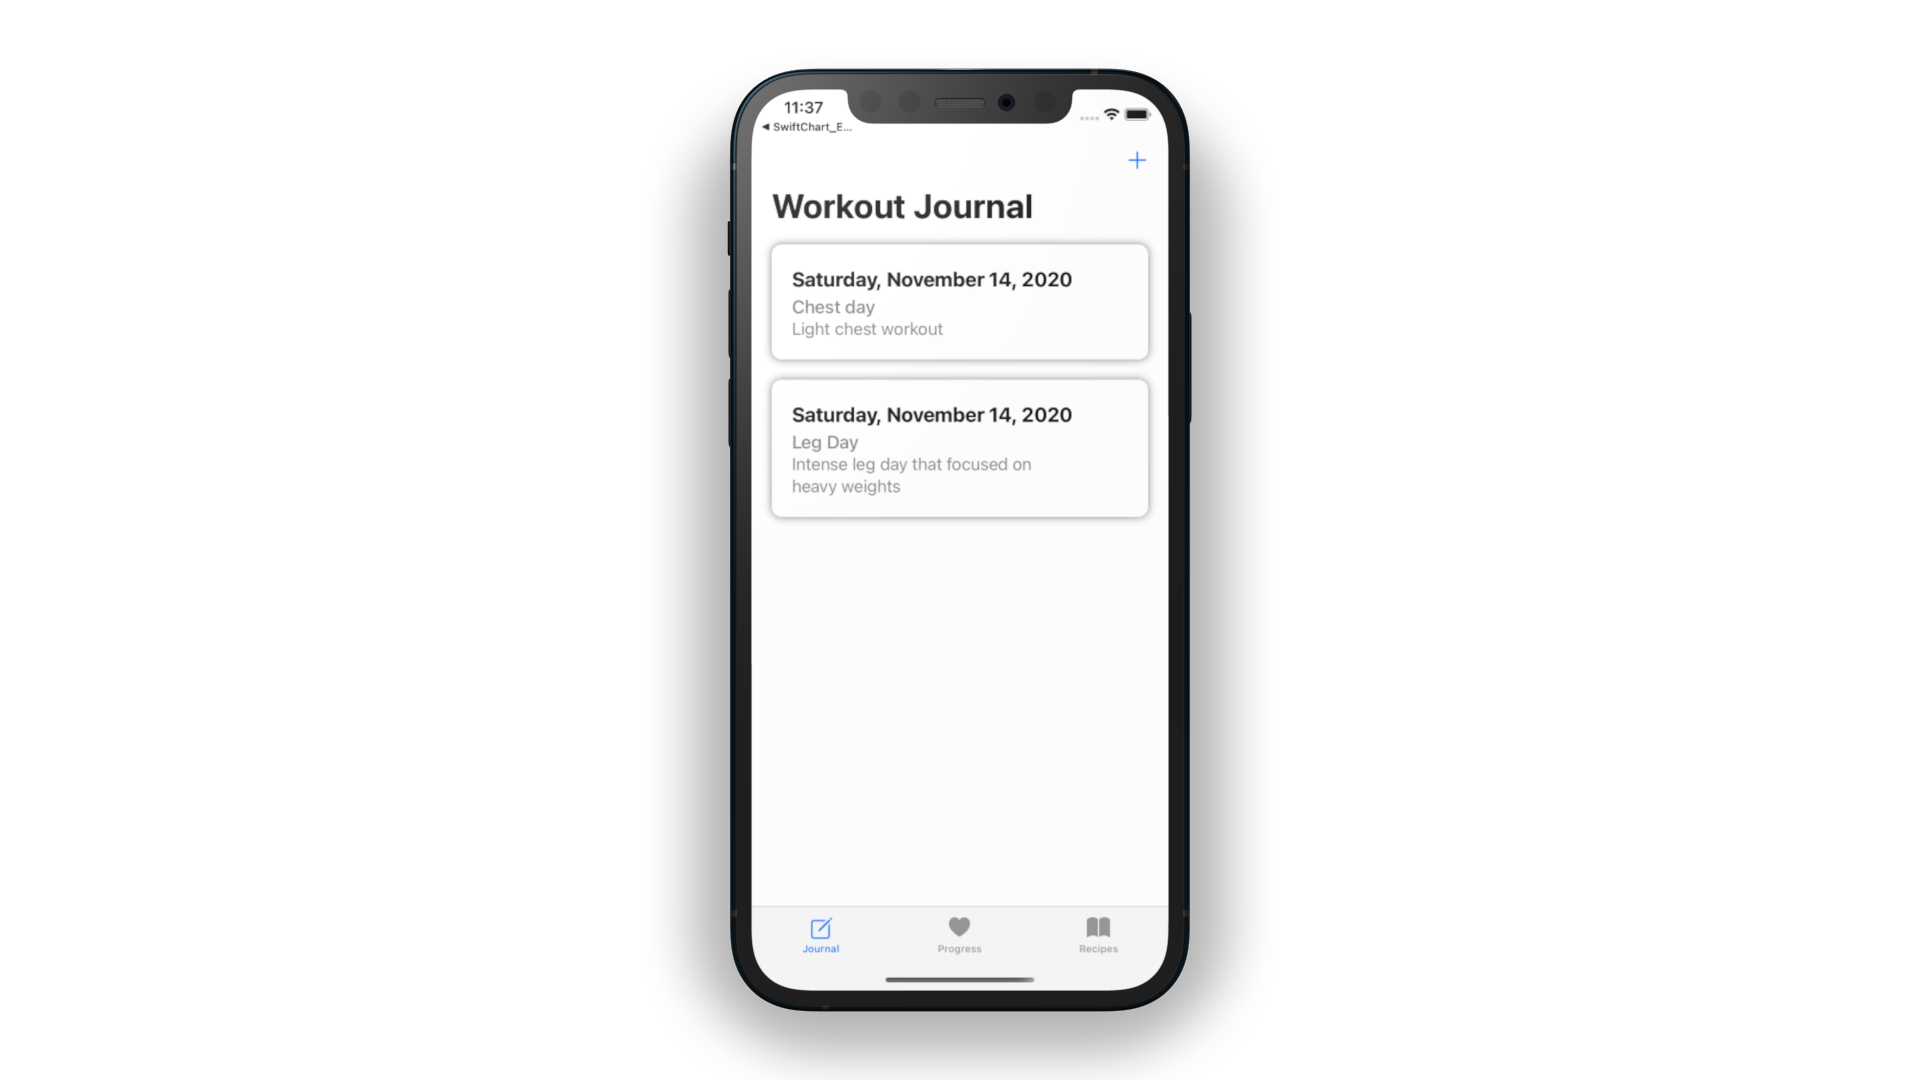 11:37
◀ SwiftChart_E...
+
Workout Journal
Saturday, November 14, 2020
Chest day
Light chest workout
Saturday, November 14, 2020
Leg Day
Intense leg day that focused on
heavy weights
Journal
Progress
Recipes